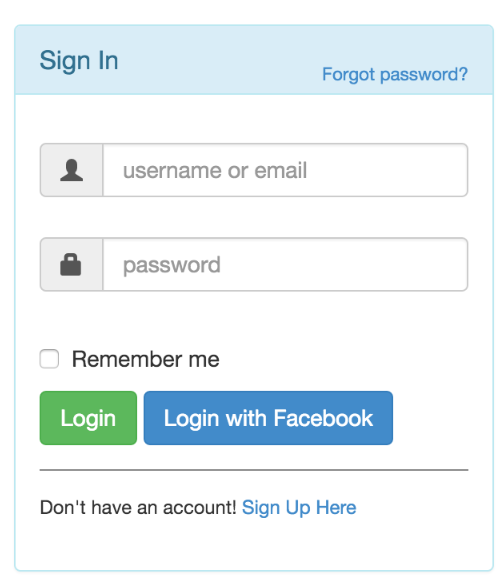 Sign In
Forgot password?
username or email
password
Remember me
Login
Login with Facebook
Don't have an account! Sign Up Here